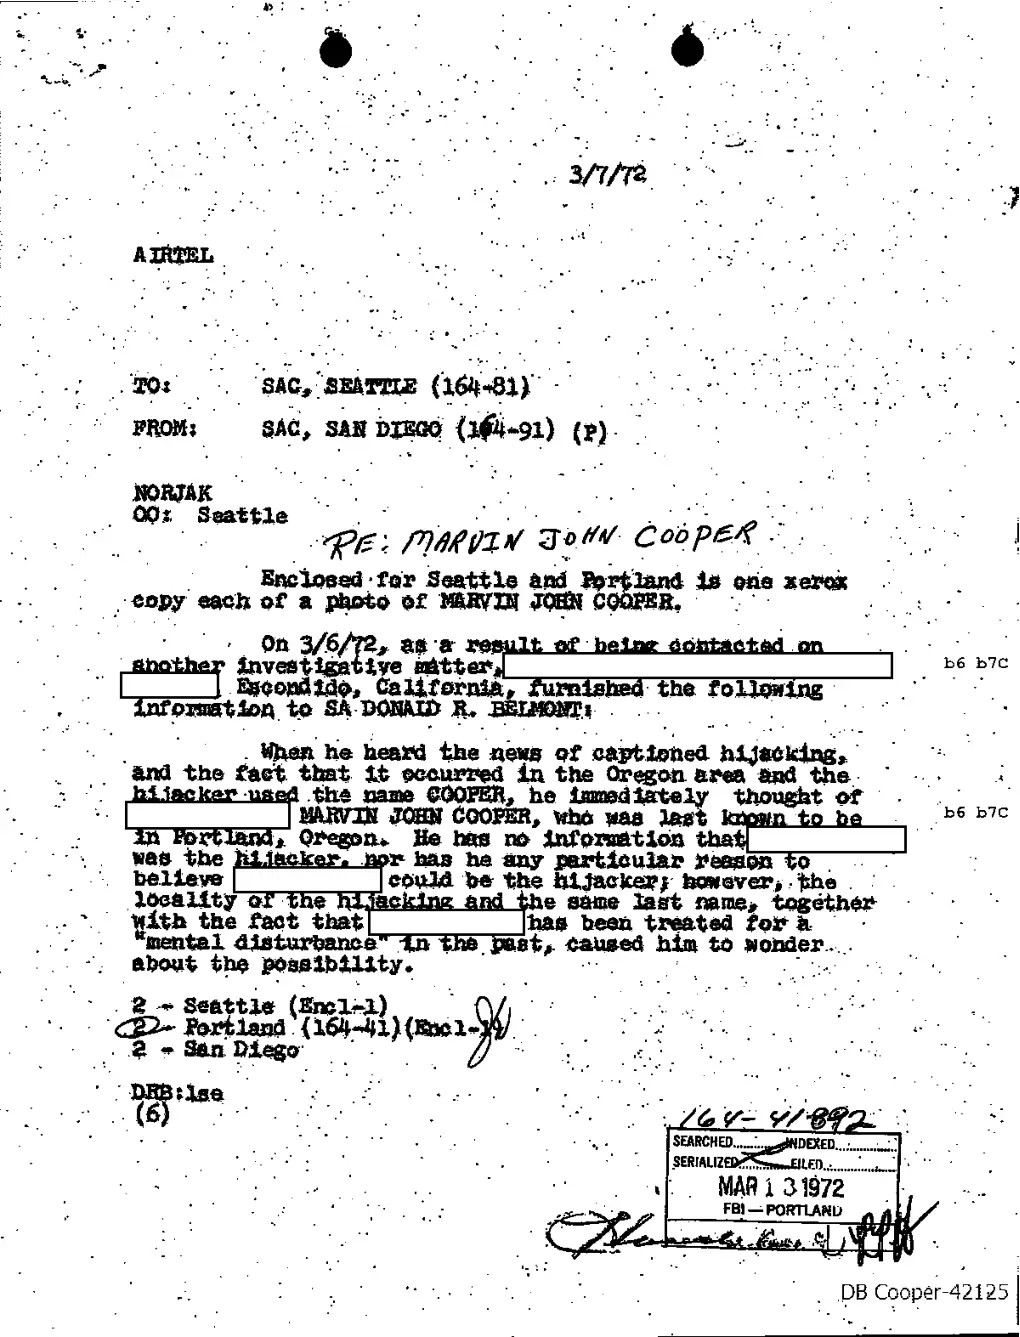 3/7/72
AIRTEL
TO: SAC, SEATTLE (164-81)
FROM: SAC, SAN DIEGO (164-91) (P)
NORJAK
OO: Seattle
RE: MARVIN JOHN COOPER
Enclosed for Seattle and Portland is one xerox
copy each of a photo of MARVIN JOHN COOPER.
On 3/6/72, as a result of being contacted on
another investigative matter,
b6 b7C
Escondido, California, furnished the following
information to SA DONALD R. BELMONT:
When he heard the news of captioned hijacking,
and the fact that it occurred in the Oregon area and the
hijacker used the name COOPER, he immediately thought of
MARVIN JOHN COOPER, who was last known to be
b6 b7C
in Portland, Oregon. He has no information that
was the hijacker, nor has he any particular reason to
believe could be the hijacker; however, the
locality of the hijacking and the same last name, together
with the fact that has been treated for a
"mental disturbance" in the past, caused him to wonder
about the possibility.
2 - Seattle (Encl-1)
2 - Portland (164-41)(Encl-1)
2 - San Diego
DRB:lse
(6)
164-41-892
SEARCHED INDEXED
SERIALIZED FILED
MAR 13 1972
FBI — PORTLAND
DB Cooper-42125